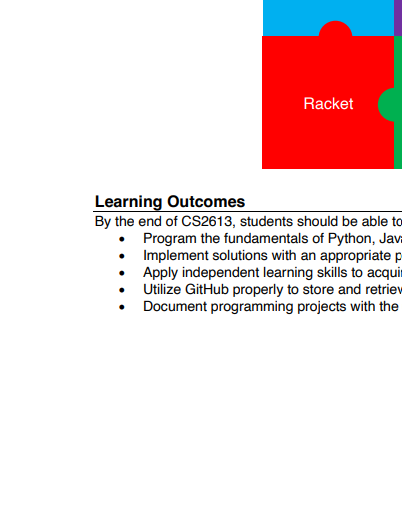 Racket
Learning Outcomes
By the end of CS2613, students should be able to
• Program the fundamentals of Python, Jav
• Implement solutions with an appropriate p
• Apply independent learning skills to acqui
• Utilize GitHub properly to store and retriev
• Document programming projects with the